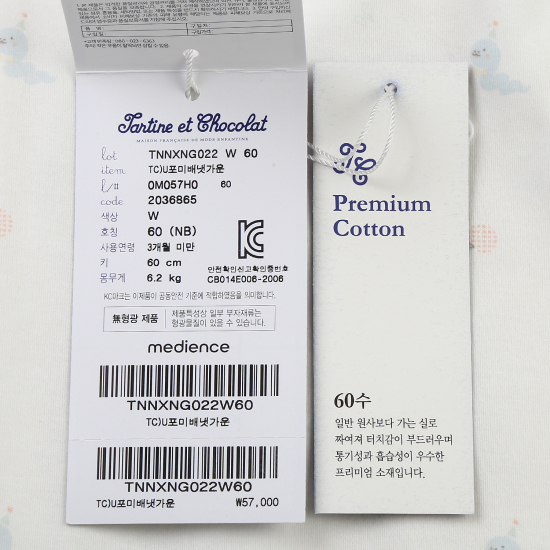 구입일
구입가
Tartine et Chocolat
MAISON FRANÇAISE DE MODE ENFANTINE
lot TNNXNG022 W 60
item TC)U포미배냇가운
l/# 0M057H0 60
code 2036865
색상 W
호칭 60 (NB)
사용연령 3개월 미만
키 60 cm
몸무게 6.2 kg
안전확인신고확인증번호
CB014E006-2006
KC마크는 이제품이 공통안전 기준에 적합하였음을 의미합니다.
無형광 제품
제품특성상 일부 부자재류는
형광물질이 있을 수 있습니다.
medience
TNNXNG022W60
TC)U포미배냇가운
TNNXNG022W60
TC)U포미배냇가운 ₩57,000
Premium
Cotton
60수
일반 원사보다 가는 실로
짜여져 터치감이 부드러우며
통기성과 흡습성이 우수한
프리미엄 소재입니다.